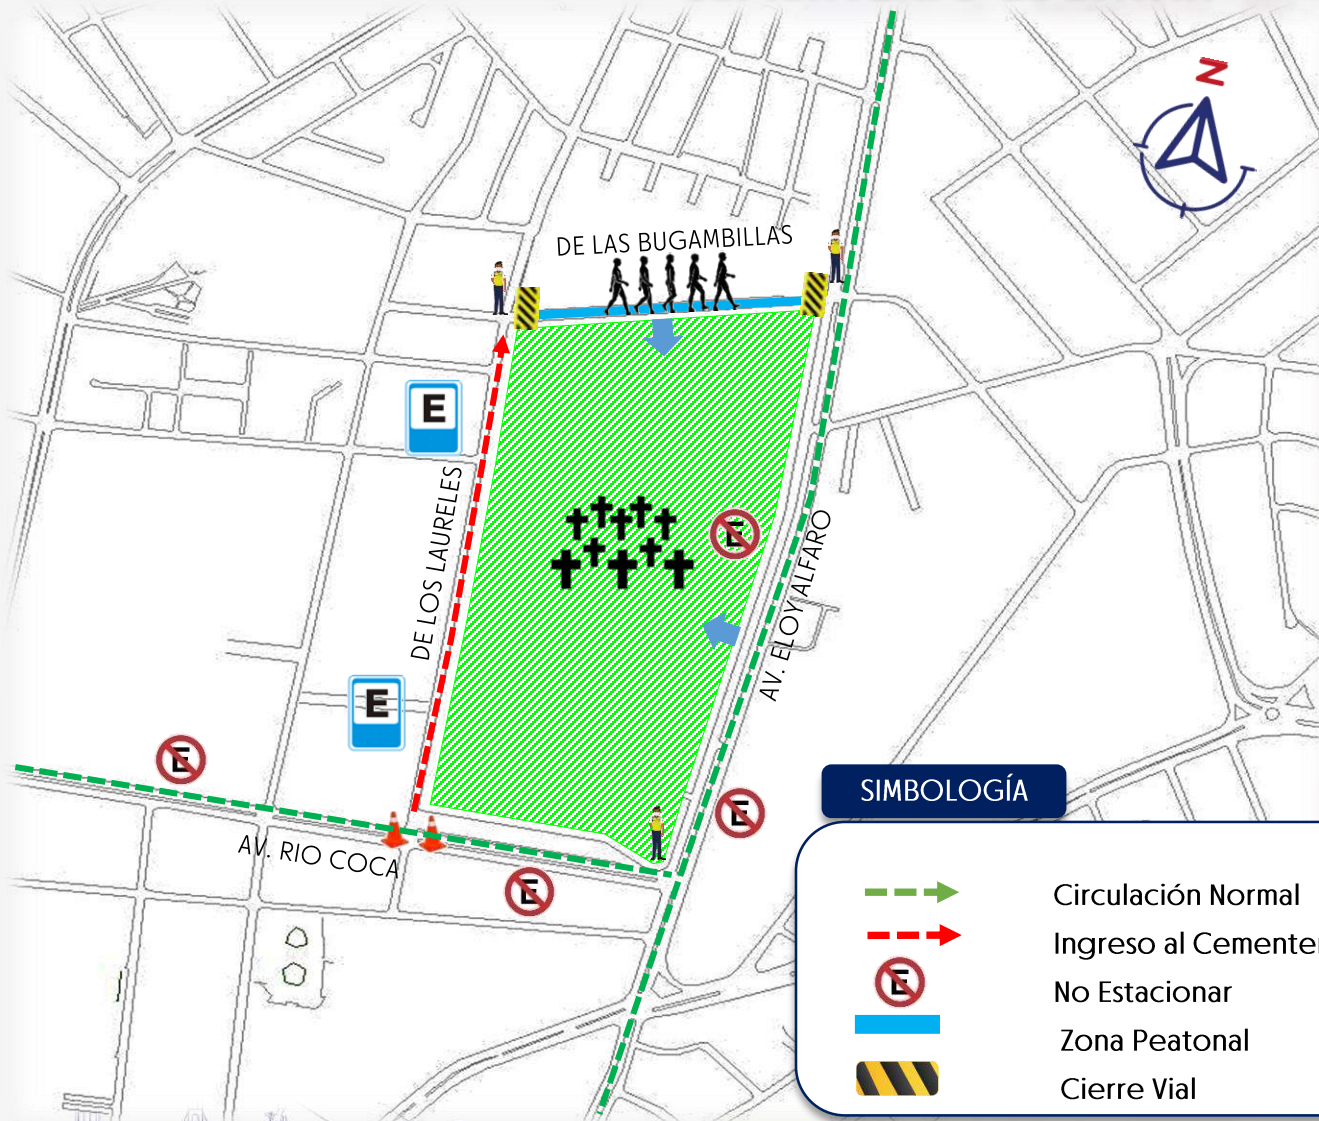 N
DE LAS BUGAMBILLAS
E
DE LOS LAURELES
E
AV. ELOY ALFARO
E
E
E
AV. RIO COCA
E
E
SIMBOLOGÍA
Circulación Normal
Ingreso al Cementer
E
No Estacionar
Zona Peatonal
Cierre Vial